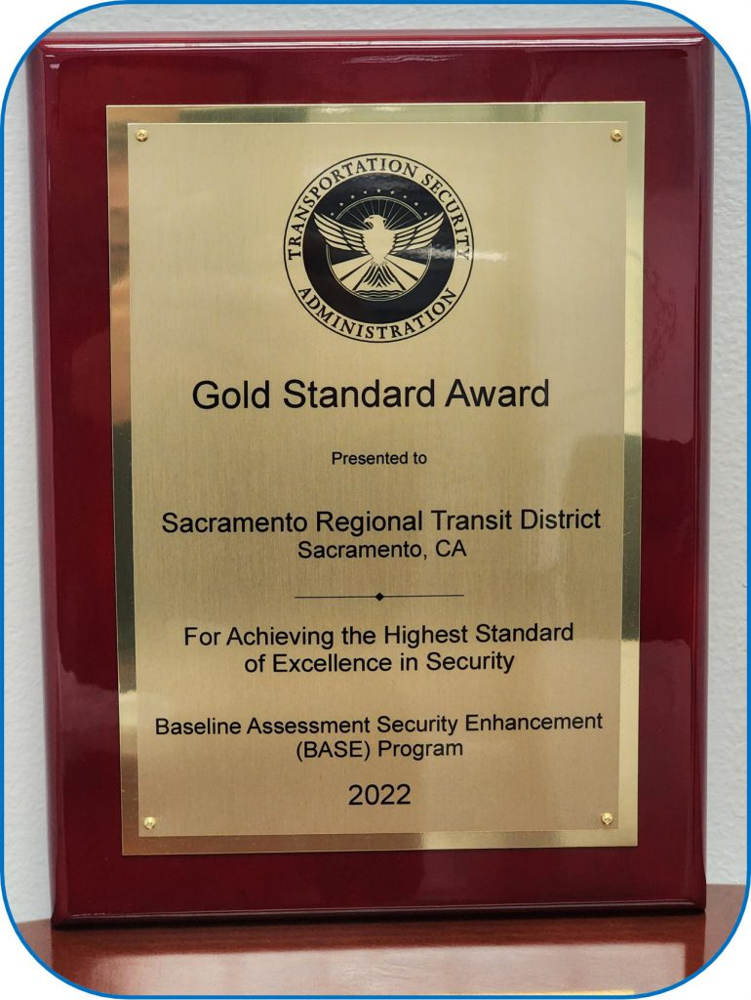 TRANSPORTATION SECURITY
ADMINISTRATION
Gold Standard Award
Presented to
Sacramento Regional Transit District
Sacramento, CA
For Achieving the Highest Standard
of Excellence in Security
Baseline Assessment Security Enhancement
(BASE) Program
2022